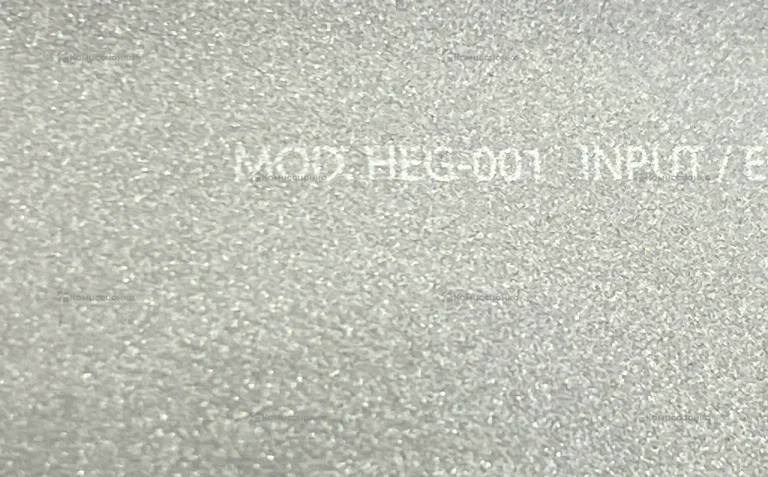 MOD. HEG-001 INPUT / E